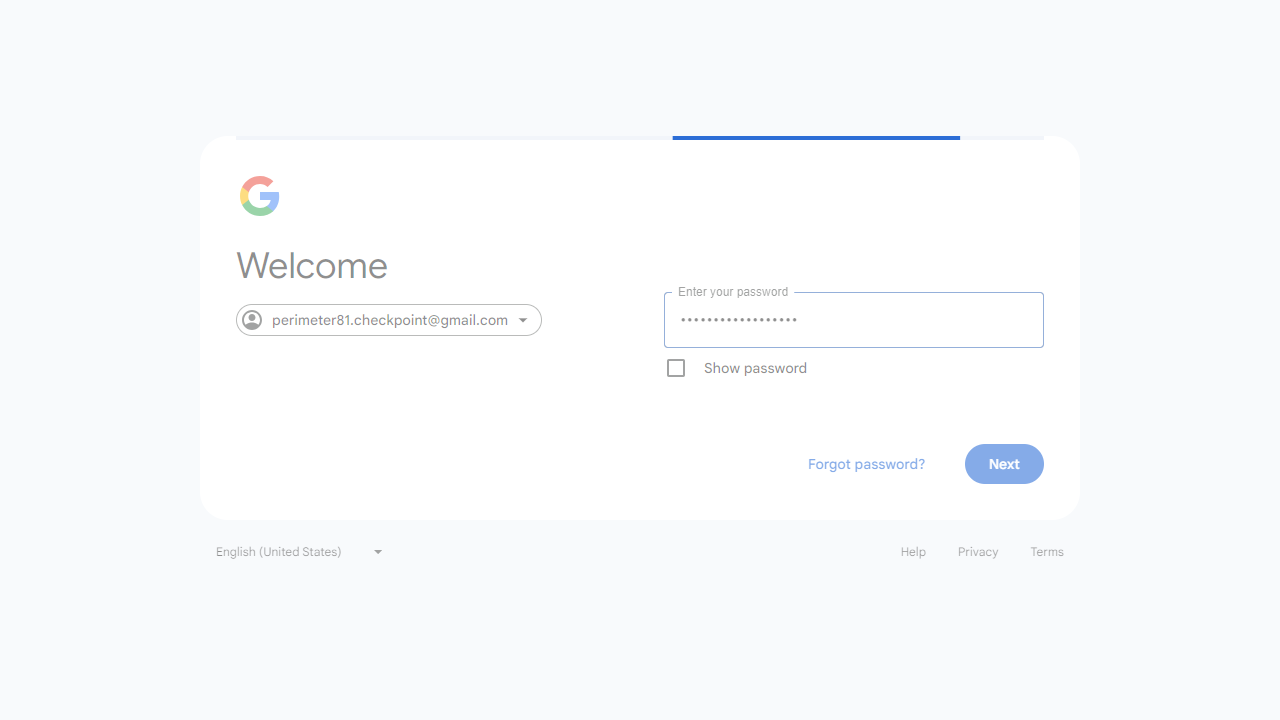 Welcome
perimeter81.checkpoint@gmail.com
Enter your password
••••••••••••••••••
Show password
Forgot password?
Next
English (United States)
Help
Privacy
Terms